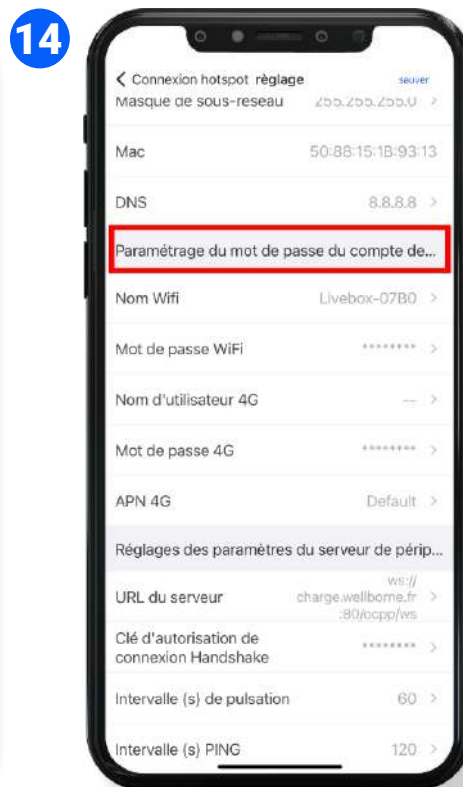 14
Connexion hotspot règlage sauver
Masque de sous-reseau 255.255.255.0
Mac 50:88:15:1B:93:13
DNS 8.8.8.8
Paramétrage du mot de passe du compte de...
Nom Wifi Livebox-07B0
Mot de passe WiFi ********
Nom d'utilisateur 4G —
Mot de passe 4G ********
APN 4G Default
Réglages des paramètres du serveur de périp...
ws://
URL du serveur charge.wellborne.fr
:80/ocpp/ws
Clé d'autorisation de
connexion Handshake ********
Intervalle (s) de pulsation 60
Intervalle (s) PING 120